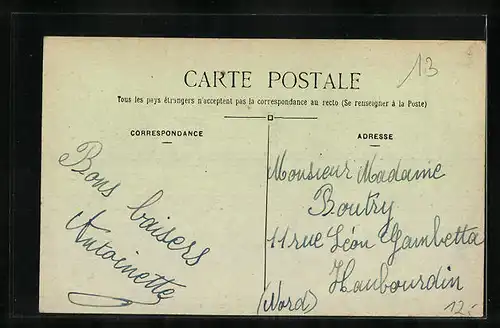 13
CARTE POSTALE
Tous les pays étrangers n'acceptent pas la correspondance au recto (Se renseigner à la Poste)
CORRESPONDANCE
Bons baisers
Antoinette
ADRESSE
Monsieur Madame
Boutry
11 rue Léon Gambetta
Haubourdin
(Nord)
12.-